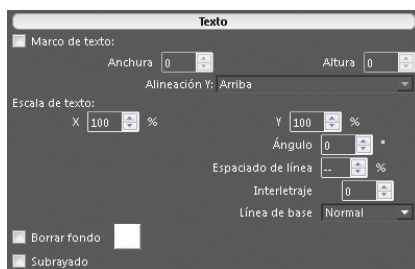 Texto
Marco de texto:
Anchura 0 Altura 0
Alineación Y: Arriba
Escala de texto:
X 100 % Y 100 %
Ángulo 0 °
Espaciado de línea -- %
Interletraje 0
Línea de base Normal
Borrar fondo
Subrayado